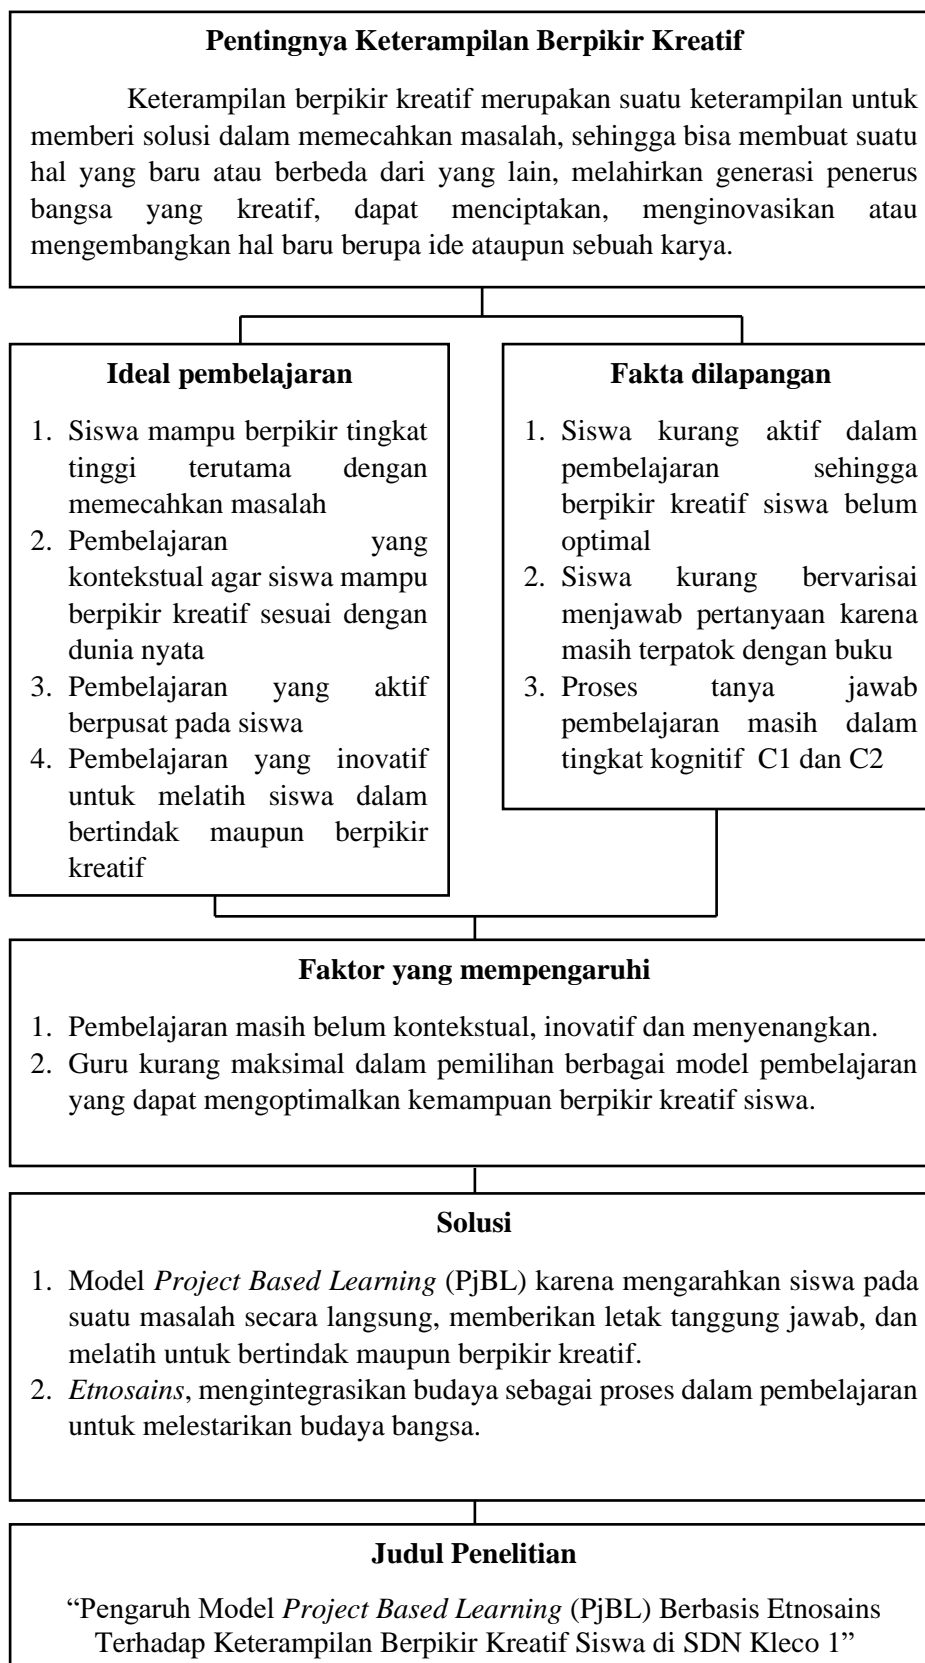 Pentingnya Keterampilan Berpikir Kreatif
Keterampilan berpikir kreatif merupakan suatu keterampilan untuk
memberi solusi dalam memecahkan masalah, sehingga bisa membuat suatu
hal yang baru atau berbeda dari yang lain, melahirkan generasi penerus
bangsa yang kreatif, dapat menciptakan, menginovasikan atau
mengembangkan hal baru berupa ide ataupun sebuah karya.
Ideal pembelajaran
1. Siswa mampu berpikir tingkat
tinggi terutama dengan
memecahkan masalah
2. Pembelajaran yang
kontekstual agar siswa mampu
berpikir kreatif sesuai dengan
dunia nyata
3. Pembelajaran yang aktif
berpusat pada siswa
4. Pembelajaran yang inovatif
untuk melatih siswa dalam
bertindak maupun berpikir
kreatif
Fakta dilapangan
1. Siswa kurang aktif dalam
pembelajaran sehingga
berpikir kreatif siswa belum
optimal
2. Siswa kurang bervarisai
menjawab pertanyaan karena
masih terpatok dengan buku
3. Proses tanya jawab
pembelajaran masih dalam
tingkat kognitif C1 dan C2
Faktor yang mempengaruhi
1. Pembelajaran masih belum kontekstual, inovatif dan menyenangkan.
2. Guru kurang maksimal dalam pemilihan berbagai model pembelajaran
yang dapat mengoptimalkan kemampuan berpikir kreatif siswa.
Solusi
1. Model Project Based Learning (PjBL) karena mengarahkan siswa pada
suatu masalah secara langsung, memberikan letak tanggung jawab, dan
melatih untuk bertindak maupun berpikir kreatif.
2. Etnosains, mengintegrasikan budaya sebagai proses dalam pembelajaran
untuk melestarikan budaya bangsa.
Judul Penelitian
“Pengaruh Model Project Based Learning (PjBL) Berbasis Etnosains
Terhadap Keterampilan Berpikir Kreatif Siswa di SDN Kleco 1”